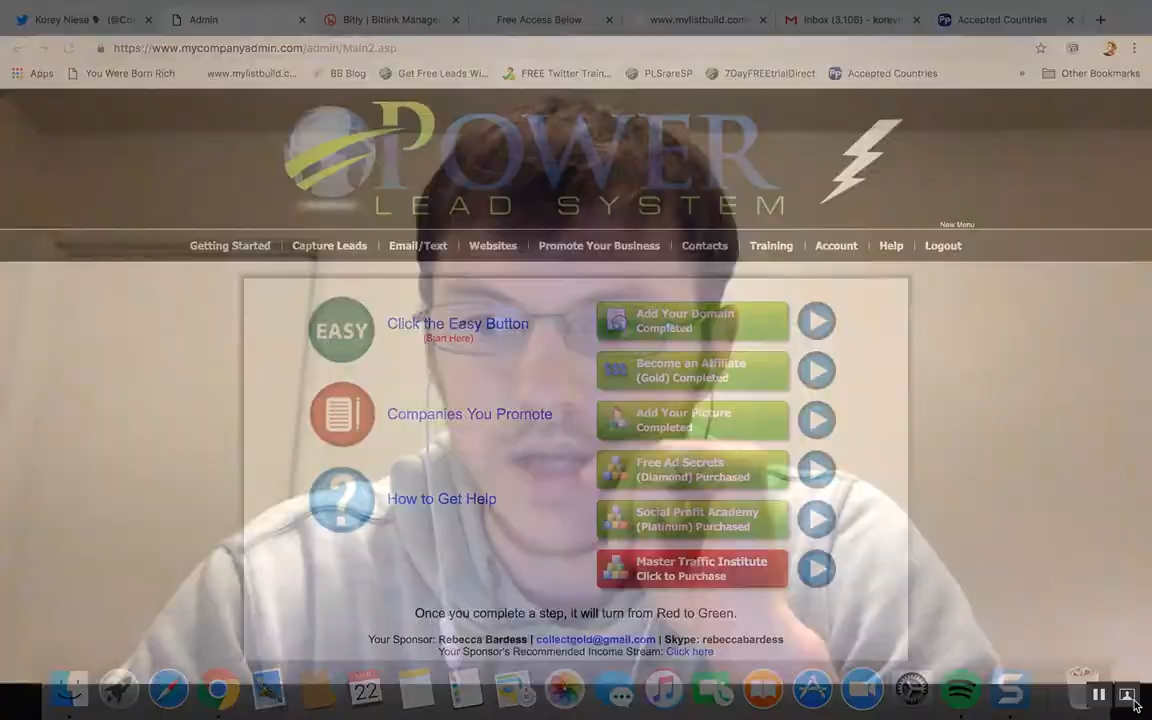 Korey Niese (@Co
Admin
Bitly | Bitlink Manage
Free Access Below
www.mylistbuild.com
Inbox (3,106) - korev
Accepted Countries
https://www.mycompanyadmin.com/admin/Main2.asp
Apps
You Were Born Rich
www.mylistbuild.c...
BB Blog
Get Free Leads Wi...
FREE Twitter Train...
PLSrareSP
7DayFREEtrialDirect
Accepted Countries
»
Other Bookmarks
POWER
LEAD SYSTEM
New Menu
Getting Started | Capture Leads | Email/Text | Websites | Promote Your Business | Contacts | Training | Account | Help | Logout
EASY
Click the Easy Button
(Start Here)
Companies You Promote
?
How to Get Help
Add Your Domain
Completed
$$$ Become an Affiliate
(Gold) Completed
Add Your Picture
Completed
Free Ad Secrets
(Diamond) Purchased
Social Profit Academy
(Platinum) Purchased
Master Traffic Institute
Click to Purchase
Once you complete a step, it will turn from Red to Green.
Your Sponsor: Rebecca Bardess | collectgold@gmail.com | Skype: rebeccabardess
Your Sponsor's Recommended Income Stream: Click here
22